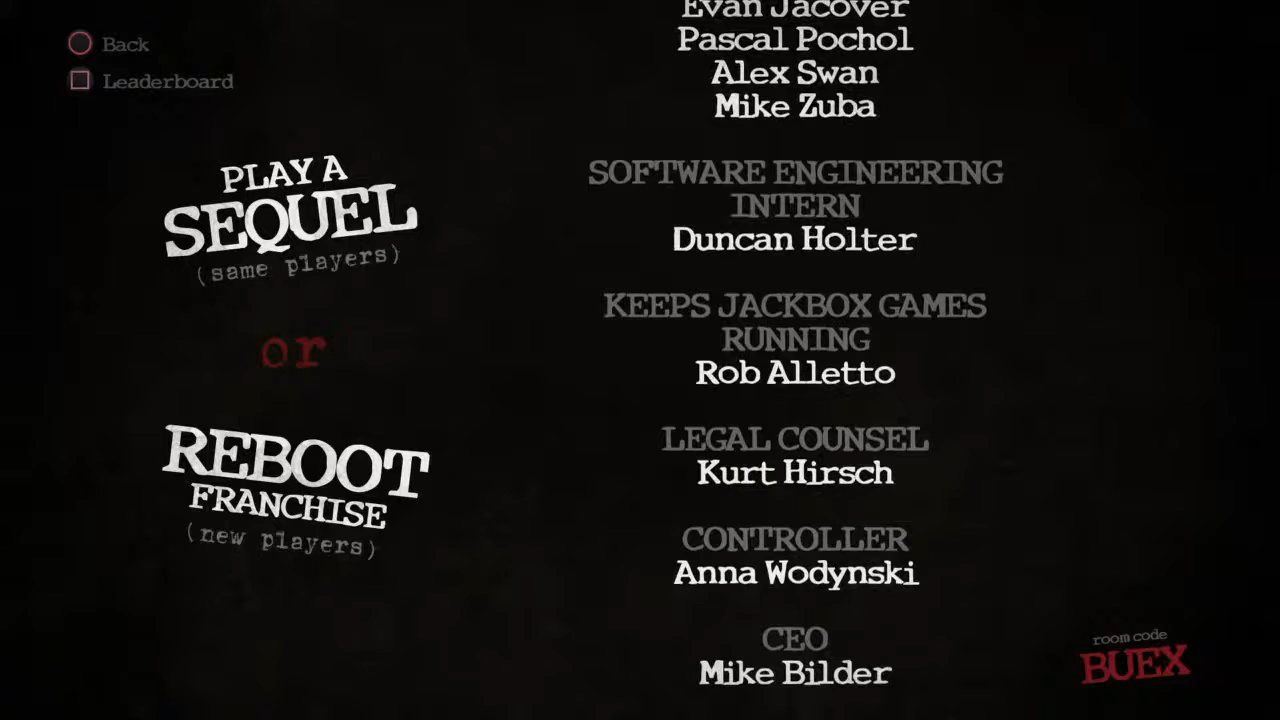 Back
Leaderboard
PLAY A
SEQUEL
(same players)
or
REBOOT
FRANCHISE
(new players)
Evan Jacover
Pascal Pochol
Alex Swan
Mike Zuba
SOFTWARE ENGINEERING
INTERN
Duncan Holter
KEEPS JACKBOX GAMES
RUNNING
Rob Alletto
LEGAL COUNSEL
Kurt Hirsch
CONTROLLER
Anna Wodynski
CEO
Mike Bilder
room code
BUEX